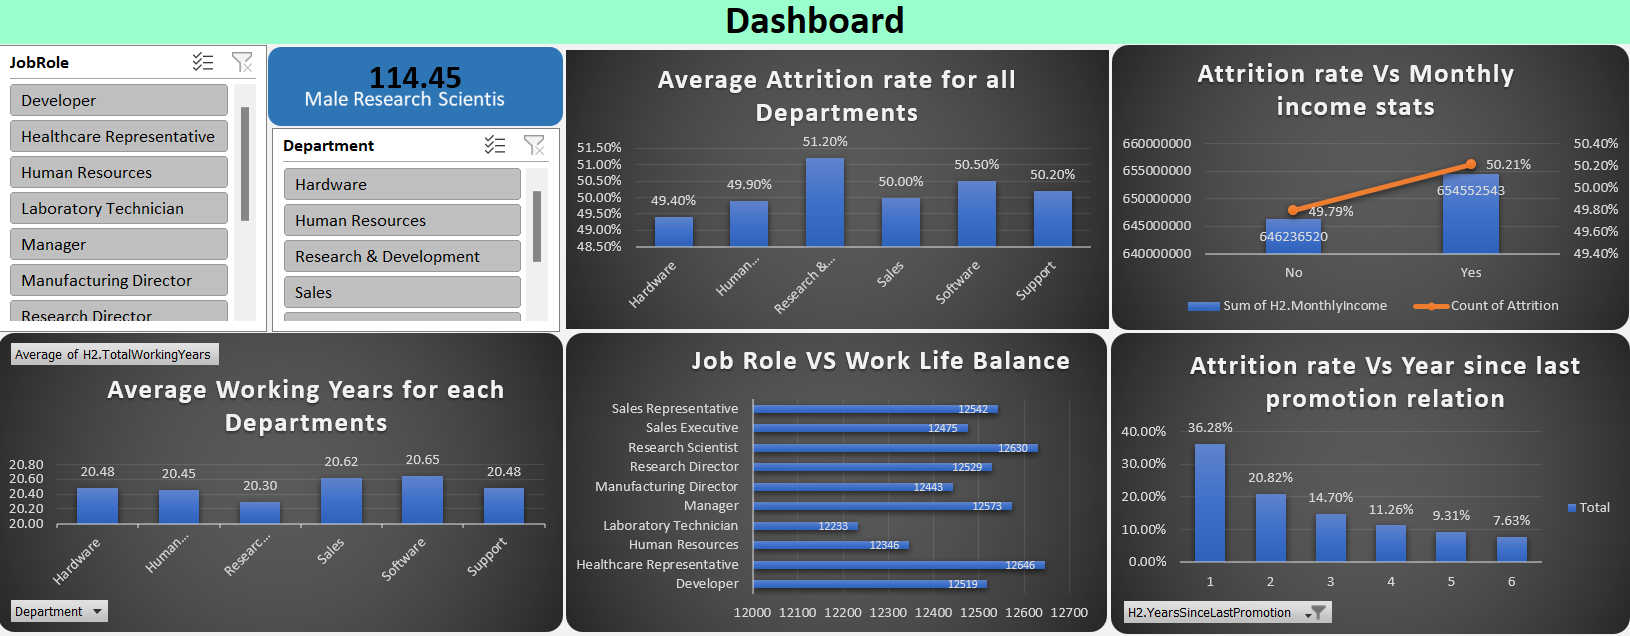 Dashboard
JobRole
Developer
Healthcare Representative
Human Resources
Laboratory Technician
Manager
Manufacturing Director
Research Director
114.45
Male Research Scientis
Department
Hardware
Human Resources
Research & Development
Sales
Average Attrition rate for all
Departments
51.50%
51.00%
50.50%
50.00%
49.50%
49.00%
48.50%
49.40%
49.90%
51.20%
50.00%
50.50%
50.20%
Hardware
Human...
Research &...
Sales
Software
Support
Attrition rate Vs Monthly
income stats
660000000
655000000
650000000
645000000
640000000
50.40%
50.20%
50.00%
49.80%
49.60%
49.40%
49.79%
50.21%
646236520
654552543
No
Yes
Sum of H2.MonthlyIncome
Count of Attrition
Average of H2.TotalWorkingYears
Average Working Years for each
Departments
20.80
20.60
20.40
20.20
20.00
20.48
20.45
20.30
20.62
20.65
20.48
Hardware
Human...
Researc...
Sales
Software
Support
Department
Job Role VS Work Life Balance
Sales Representative 12542
Sales Executive 12475
Research Scientist 12630
Research Director 12529
Manufacturing Director 12443
Manager 12573
Laboratory Technician 12233
Human Resources 12346
Healthcare Representative 12646
Developer 12519
12000 12100 12200 12300 12400 12500 12600 12700
Attrition rate Vs Year since last
promotion relation
40.00%
30.00%
20.00%
10.00%
0.00%
36.28%
20.82%
14.70%
11.26%
9.31%
7.63%
1 2 3 4 5 6
Total
H2.YearsSinceLastPromotion